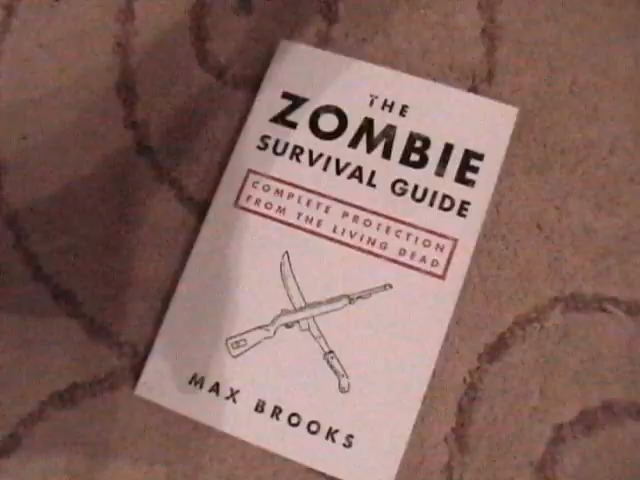 THE
ZOMBIE
SURVIVAL GUIDE
COMPLETE PROTECTION
FROM THE LIVING DEAD
MAX BROOKS